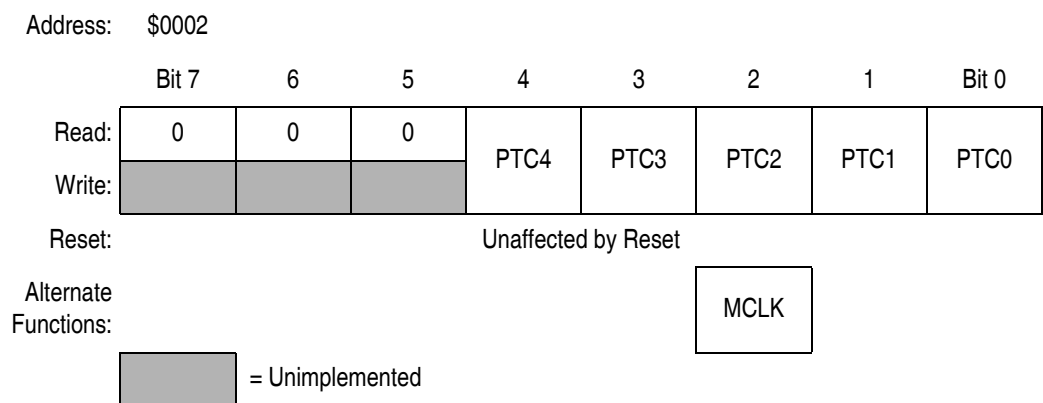 Address: $0002
Bit 7 6 5 4 3 2 1 Bit 0
Read: 0 0 0 PTC4 PTC3 PTC2 PTC1 PTC0
Write:
Reset: Unaffected by Reset
Alternate
Functions: MCLK
= Unimplemented